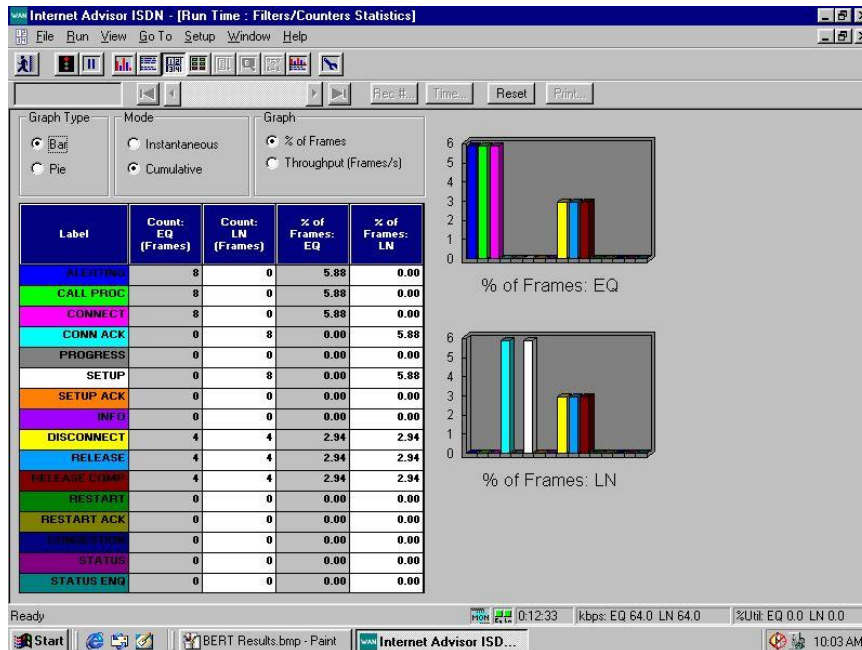 WAN Internet Advisor ISDN - [Run Time : Filters/Counters Statistics]
File Run View Go To Setup Window Help
Rec #... Time... Reset Print...
Graph Type Mode Graph
Bar Instantaneous % of Frames
Pie Cumulative Throughput (Frames/s)
Label Count: EQ (Frames) Count: LN (Frames) % of Frames: EQ % of Frames: LN
ALERTING 8 0 5.88 0.00
CALL PROC 8 0 5.88 0.00
CONNECT 8 0 5.88 0.00
CONN ACK 0 8 0.00 5.88
PROGRESS 0 0 0.00 0.00
SETUP 0 8 0.00 5.88
SETUP ACK 0 0 0.00 0.00
INFO 0 0 0.00 0.00
DISCONNECT 4 4 2.94 2.94
RELEASE 4 4 2.94 2.94
RELEASE COMP 4 4 2.94 2.94
RESTART 0 0 0.00 0.00
RESTART ACK 0 0 0.00 0.00
CONGESTION 0 0 0.00 0.00
STATUS 0 0 0.00 0.00
STATUS ENQ 0 0 0.00 0.00
6
5
4
3
2
1
0
% of Frames: EQ
6
5
4
3
2
1
0
% of Frames: LN
Ready MON Eq Ln 0:12:33 kbps: EQ 64.0 LN 64.0 %Util: EQ 0.0 LN 0.0
Start BERT Results.bmp - Paint WAN Internet Advisor ISD... 10:03 AM